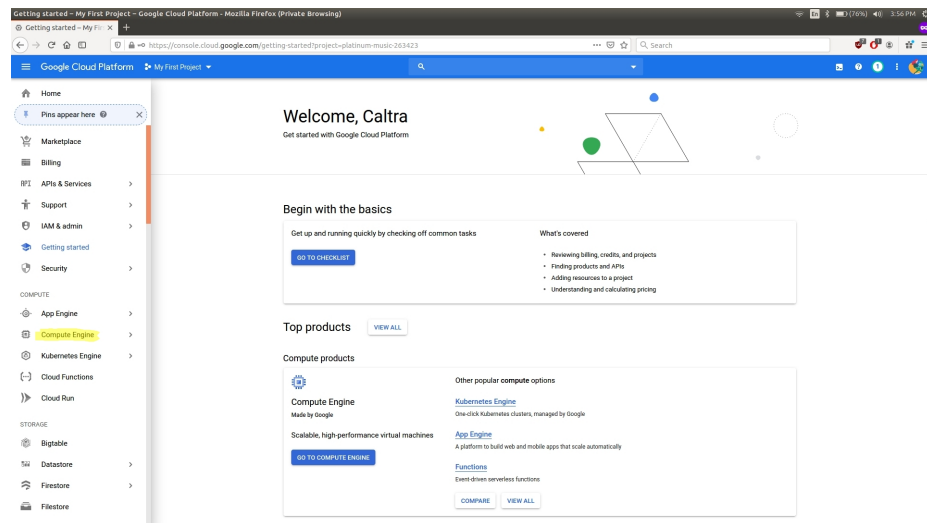 Getting started – My First Project – Google Cloud Platform - Mozilla Firefox (Private Browsing)
En (76%) 3:56 PM
Getting started – My Fir × +
https://console.cloud.google.com/getting-started?project=platinum-music-263423
Search
Google Cloud Platform My First Project
1
Home
Pins appear here
Marketplace
Billing
API APIs & Services
Support
IAM & admin
Getting started
Security
COMPUTE
App Engine
Compute Engine
Kubernetes Engine
Cloud Functions
Cloud Run
STORAGE
Bigtable
Datastore
Firestore
Filestore
Welcome, Caltra
Get started with Google Cloud Platform
Begin with the basics
Get up and running quickly by checking off common tasks
GO TO CHECKLIST
What's covered
• Reviewing billing, credits, and projects
• Finding products and APIs
• Adding resources to a project
• Understanding and calculating pricing
Top products VIEW ALL
Compute products
Compute Engine
Made by Google
Scalable, high-performance virtual machines
GO TO COMPUTE ENGINE
Other popular compute options
Kubernetes Engine
One-click Kubernetes clusters, managed by Google
App Engine
A platform to build web and mobile apps that scale automatically
Functions
Event-driven serverless functions
COMPARE VIEW ALL